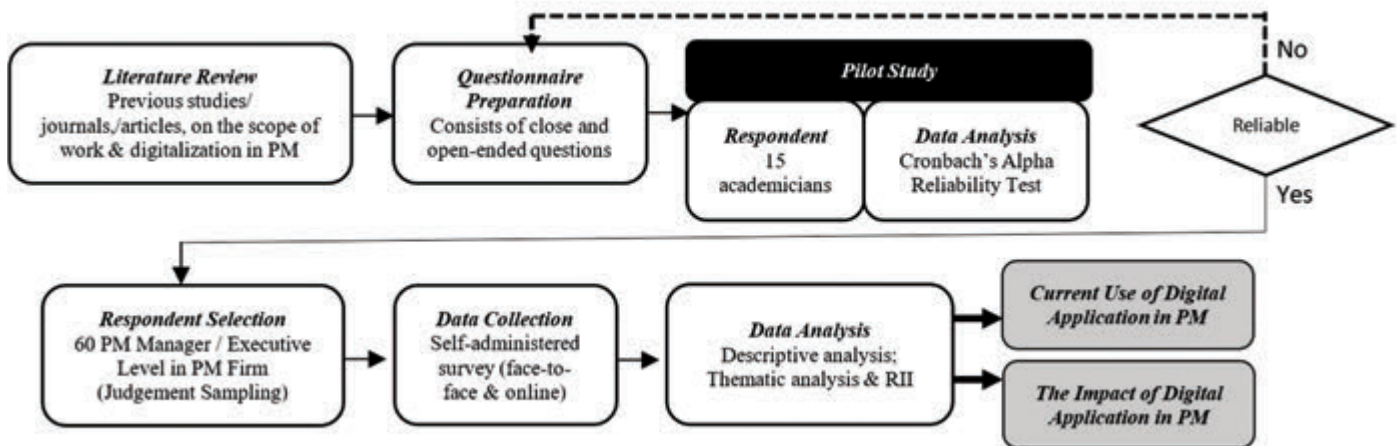 Literature Review
Previous studies/
journals,/articles, on the scope of
work & digitalization in PM
Questionnaire
Preparation
Consists of close and
open-ended questions
Pilot Study
Respondent
15
academicians
Data Analysis
Cronbach's Alpha
Reliability Test
No
Reliable
Yes
Respondent Selection
60 PM Manager / Executive
Level in PM Firm
(Judgement Sampling)
Data Collection
Self-administered
survey (face-to-
face & online)
Data Analysis
Descriptive analysis;
Thematic analysis & RII
Current Use of Digital
Application in PM
The Impact of Digital
Application in PM